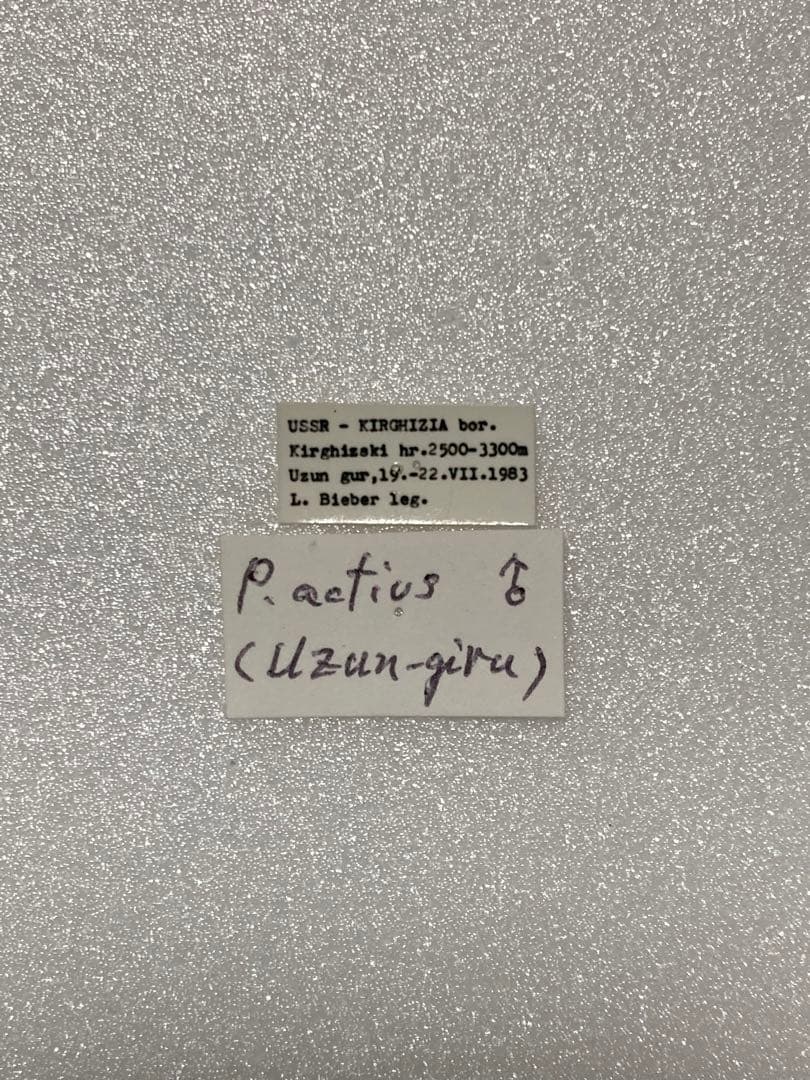 USSR - KIRGHIZIA bor.
Kirghizski hr.2500-3300m
Uzun gur,19.-22.VII.1983
L. Bieber leg.
P. actius ♂
(Uzun-giru)